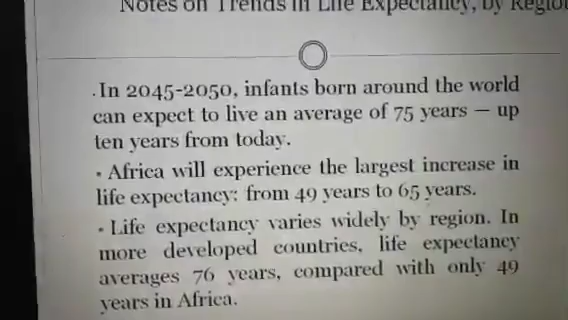 Notes on Trends in Life Expectancy, by Region
. In 2045-2050, infants born around the world
can expect to live an average of 75 years — up
ten years from today.
• Africa will experience the largest increase in
life expectancy: from 49 years to 65 years.
• Life expectancy varies widely by region. In
more developed countries, life expectancy
averages 76 years, compared with only 49
years in Africa.